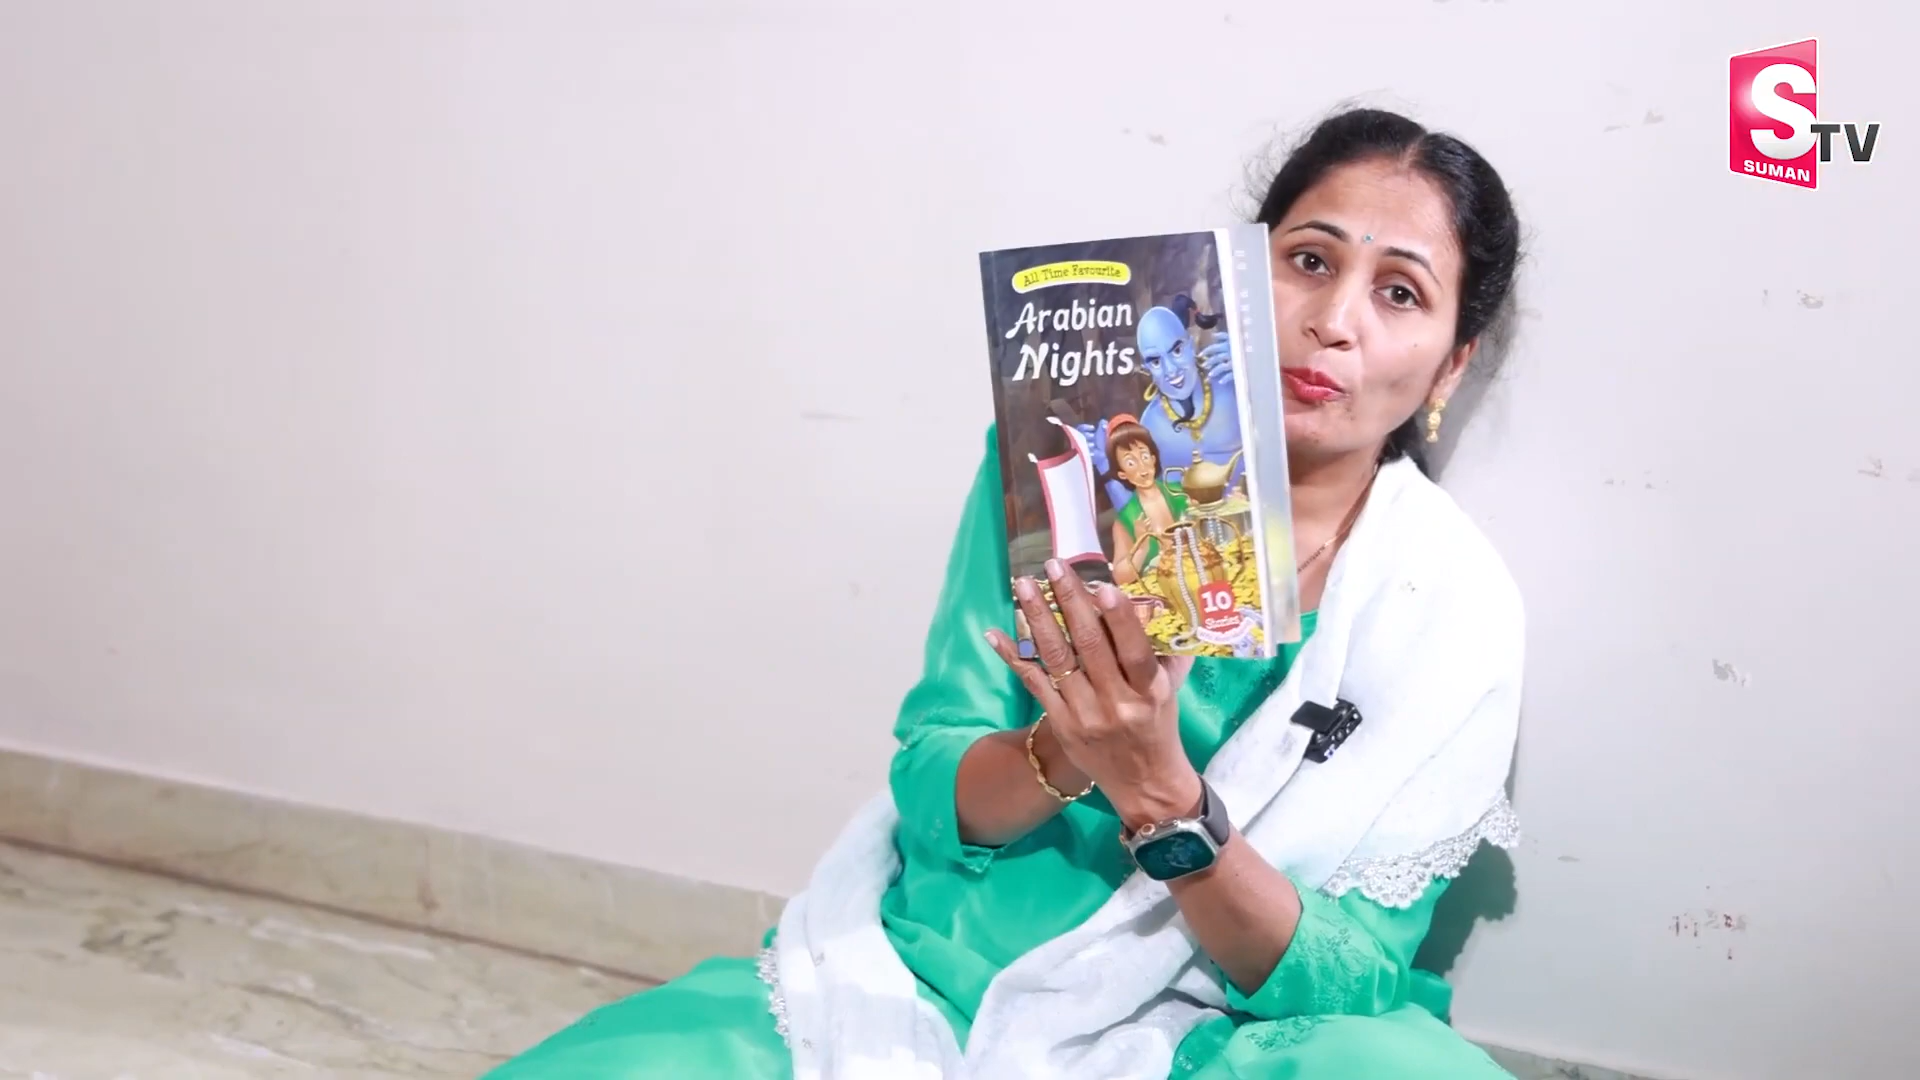 All Time Favourite
Arabian
Nights
10
Stories
S
TV
SUMAN